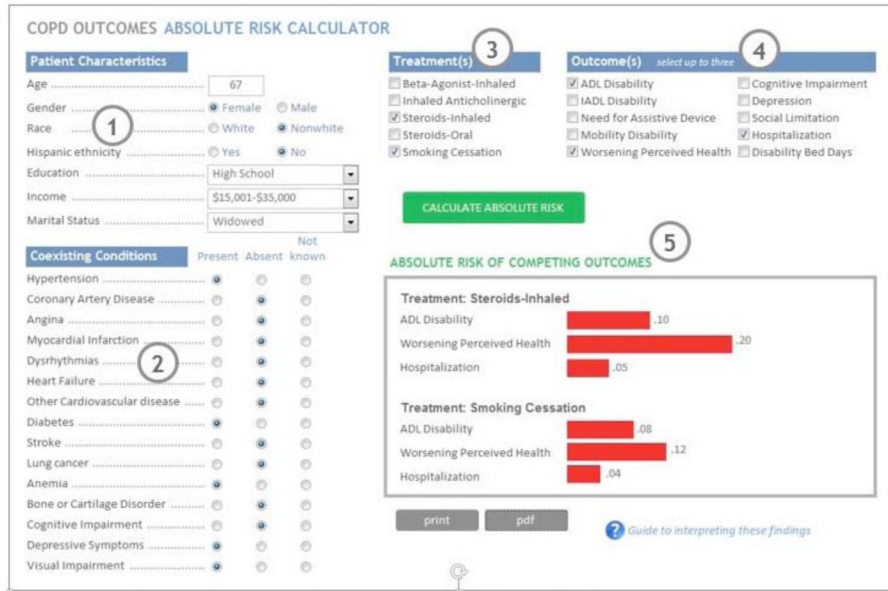 COPD OUTCOMES ABSOLUTE RISK CALCULATOR
Patient Characteristics
Age 67
Gender Female Male
Race White Nonwhite
Hispanic ethnicity Yes No
Education High School
Income $15,001-$35,000
Marital Status Widowed
1
Coexisting Conditions Present Absent Not known
Hypertension
Coronary Artery Disease
Angina
Myocardial Infarction
Dysrhythmias
Heart Failure
Other Cardiovascular disease
Diabetes
Stroke
Lung cancer
Anemia
Bone or Cartilage Disorder
Cognitive Impairment
Depressive Symptoms
Visual Impairment
2
Treatment(s)
3
Beta-Agonist-Inhaled
Inhaled Anticholinergic
Steroids-Inhaled
Steroids-Oral
Smoking Cessation
Outcome(s) select up to three
4
ADL Disability
IADL Disability
Need for Assistive Device
Mobility Disability
Worsening Perceived Health
Cognitive Impairment
Depression
Social Limitation
Hospitalization
Disability Bed Days
CALCULATE ABSOLUTE RISK
5
ABSOLUTE RISK OF COMPETING OUTCOMES
Treatment: Steroids-Inhaled
ADL Disability .10
Worsening Perceived Health .20
Hospitalization .05
Treatment: Smoking Cessation
ADL Disability .08
Worsening Perceived Health .12
Hospitalization .04
print pdf
? Guide to interpreting these findings